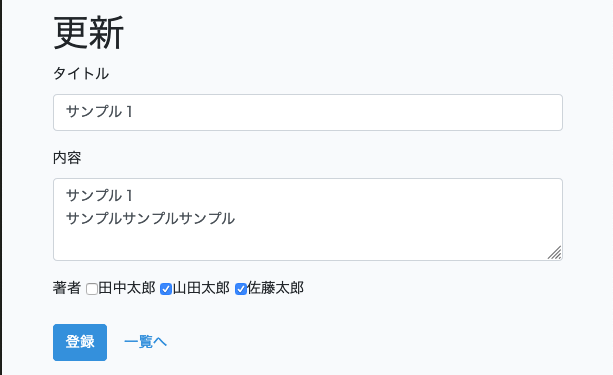 更新
タイトル
サンプル1
内容
サンプル1
サンプルサンプルサンプル
著者 田中太郎 山田太郎 佐藤太郎
登録 一覧へ